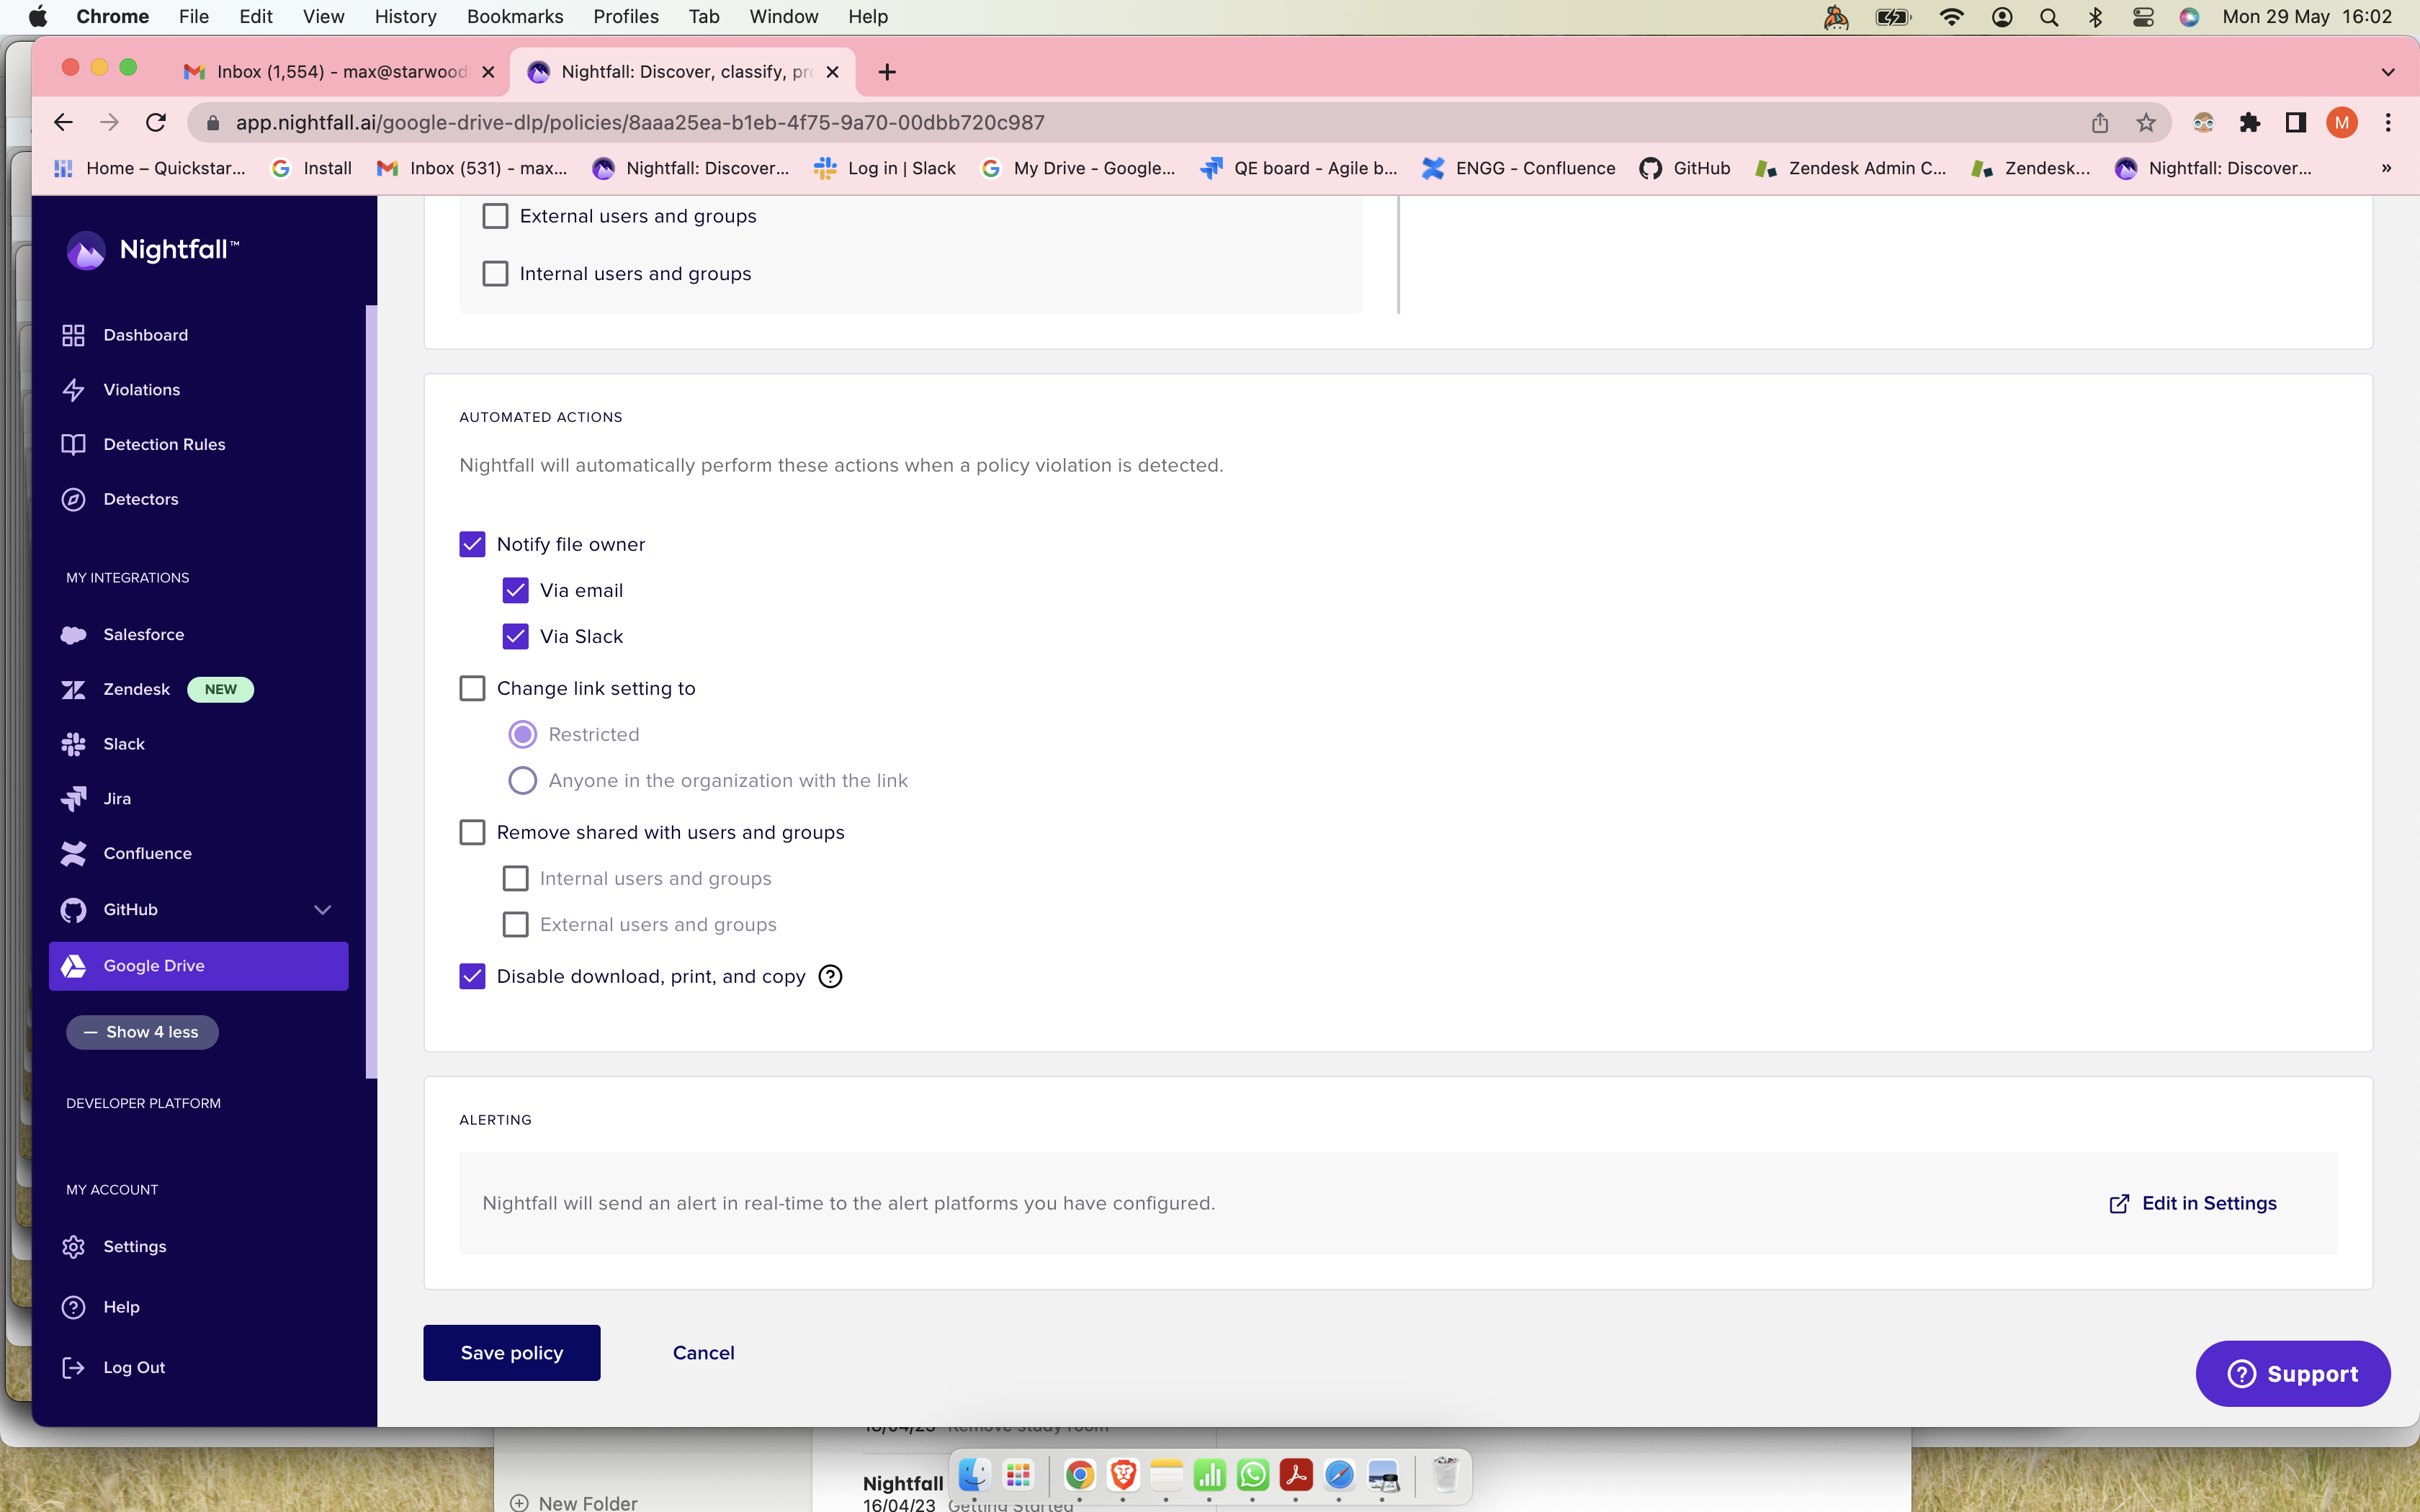 Chrome File Edit View History Bookmarks Profiles Tab Window Help Mon 29 May 16:02
Inbox (1,554) - max@starwood Nightfall: Discover, classify, pr
app.nightfall.ai/google-drive-dlp/policies/8aaa25ea-b1eb-4f75-9a70-00dbb720c987 M
Home – Quickstar... Install Inbox (531) - max... Nightfall: Discover... Log in | Slack My Drive - Google... QE board - Agile b... ENGG - Confluence GitHub Zendesk Admin C... Zendesk... Nightfall: Discover... »
Nightfall™
Dashboard
Violations
Detection Rules
Detectors
MY INTEGRATIONS
Salesforce
Zendesk NEW
Slack
Jira
Confluence
GitHub
Google Drive
— Show 4 less
DEVELOPER PLATFORM
MY ACCOUNT
Settings
Help
Log Out
External users and groups
Internal users and groups
AUTOMATED ACTIONS
Nightfall will automatically perform these actions when a policy violation is detected.
Notify file owner
Via email
Via Slack
Change link setting to
Restricted
Anyone in the organization with the link
Remove shared with users and groups
Internal users and groups
External users and groups
Disable download, print, and copy ?
ALERTING
Nightfall will send an alert in real-time to the alert platforms you have configured.
Edit in Settings
Save policy Cancel
? Support
Remove study room
Nightfall
16/04/23 Getting Started
New Folder